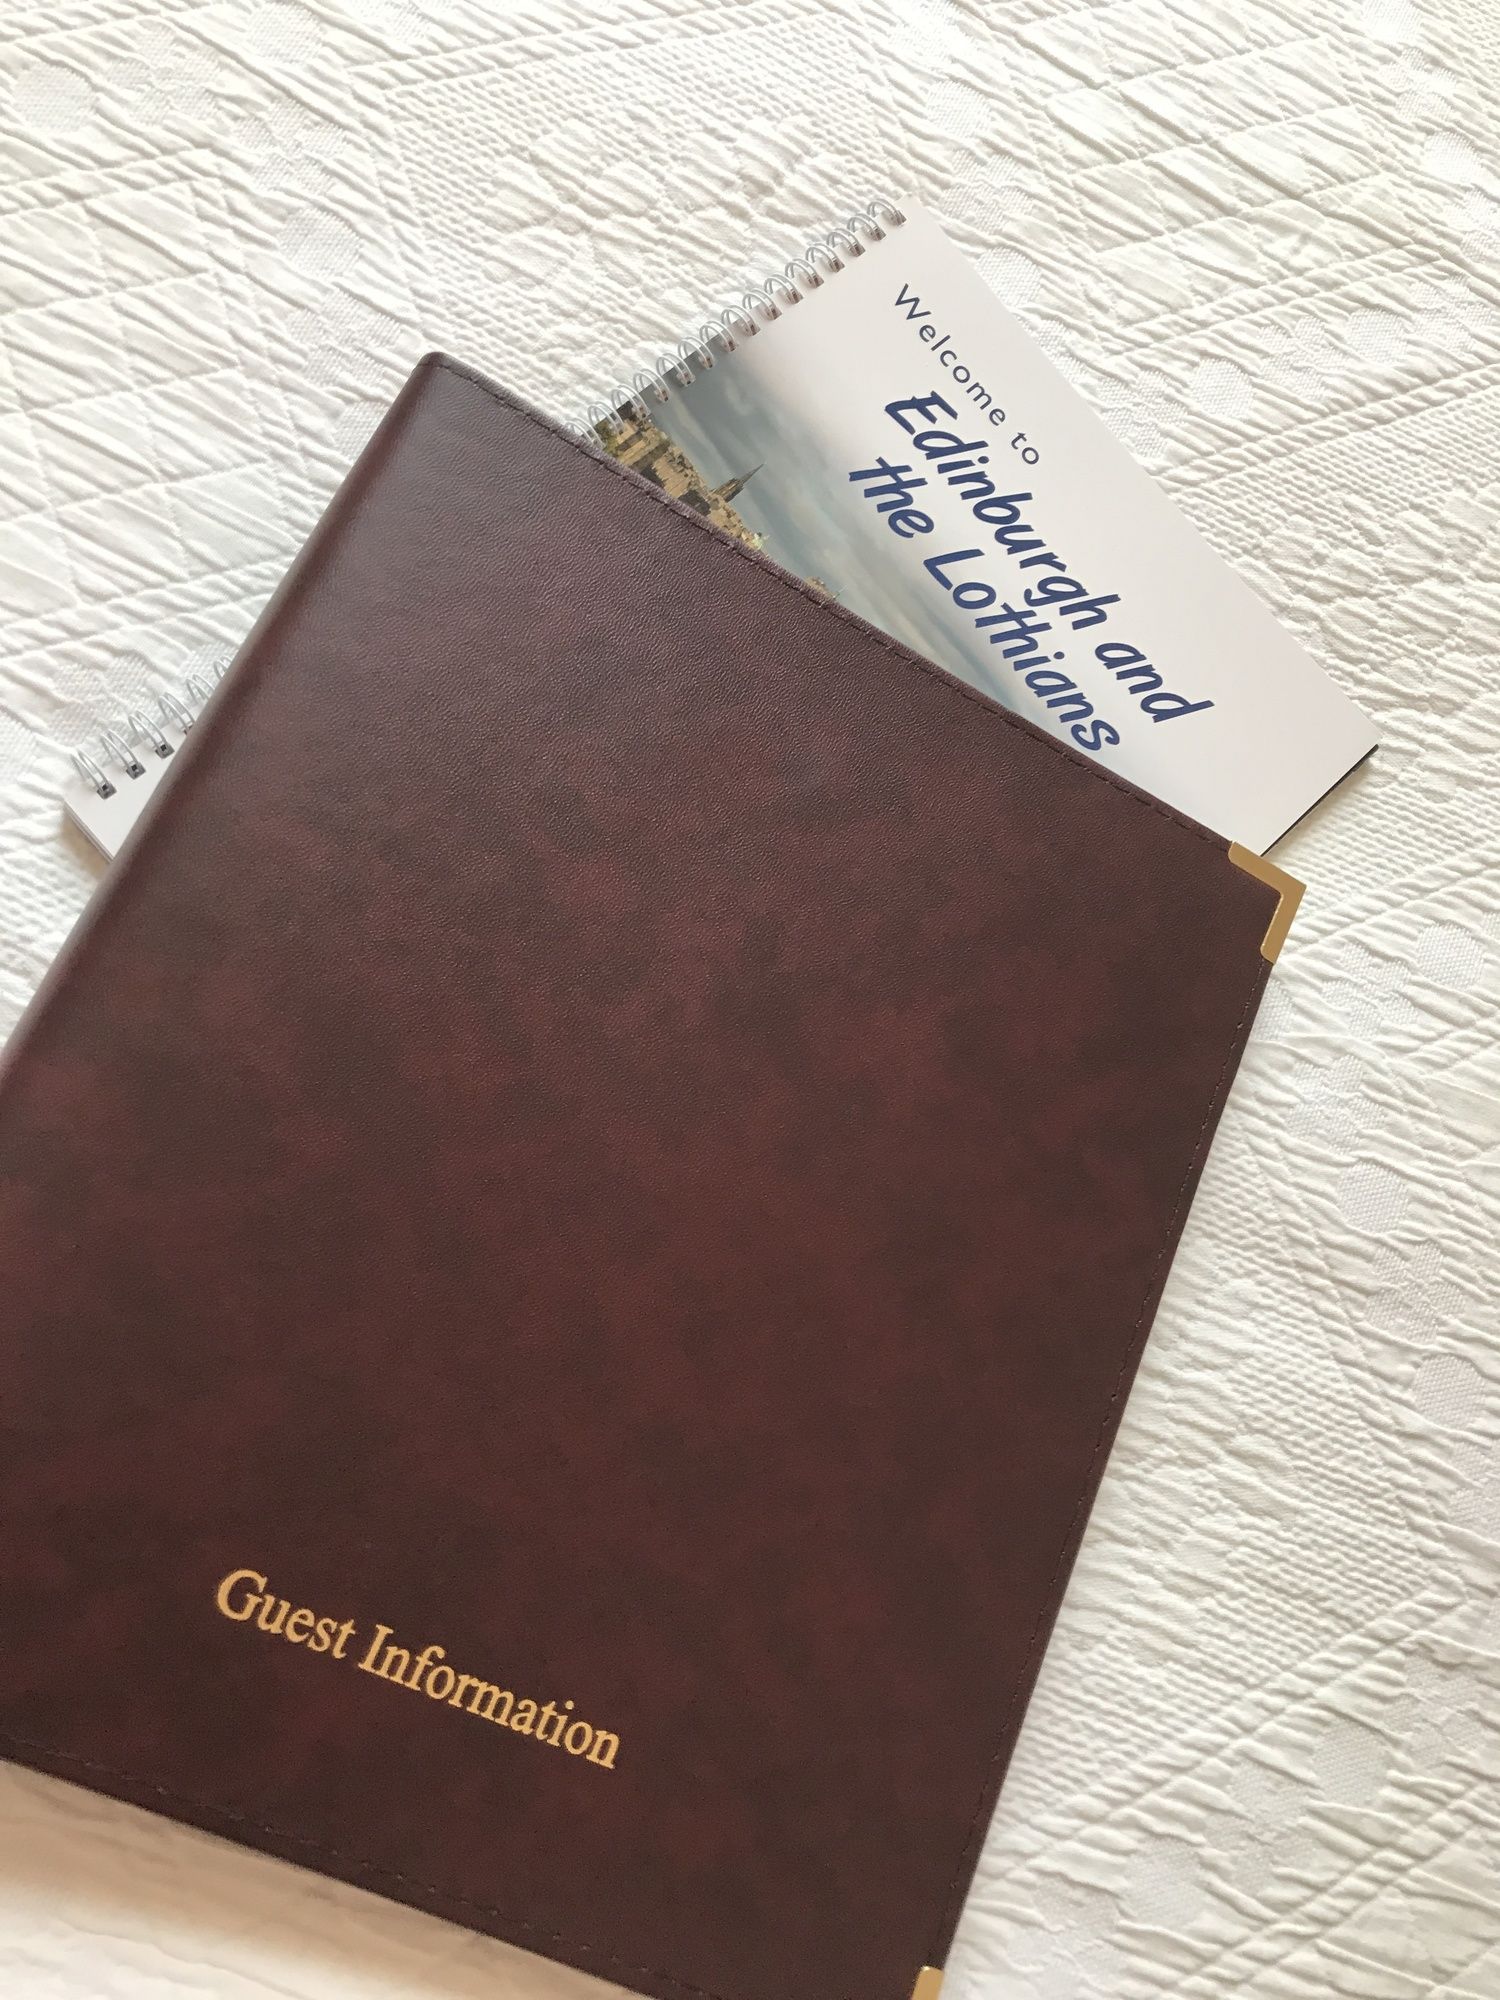 Welcome to
Edinburgh and
the Lothians
Guest Information